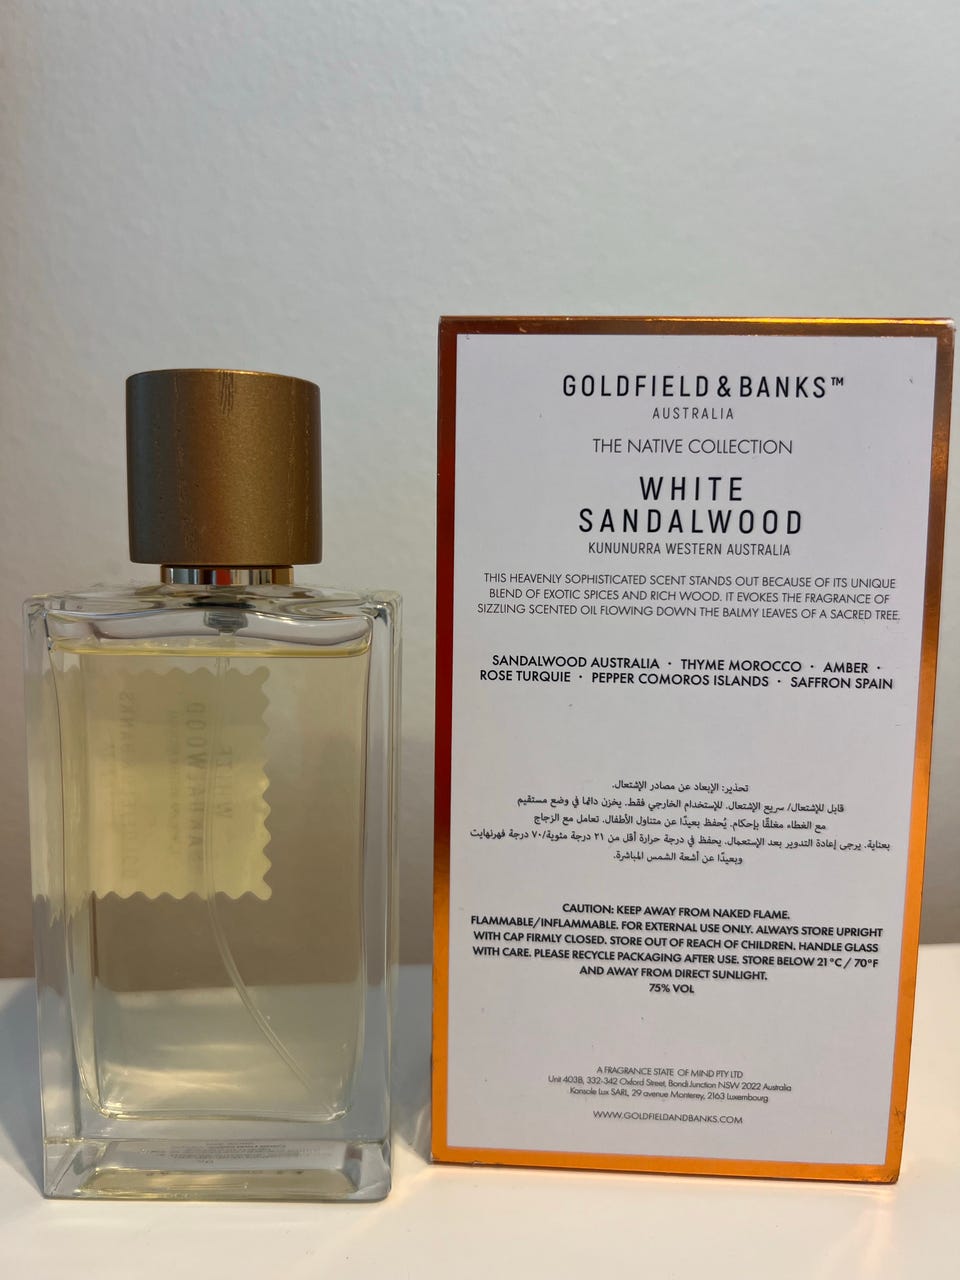 GOLDFIELD & BANKS™
AUSTRALIA
THE NATIVE COLLECTION
WHITE
SANDALWOOD
KUNUNURRA WESTERN AUSTRALIA
THIS HEAVENLY SOPHISTICATED SCENT STANDS OUT BECAUSE OF ITS UNIQUE
BLEND OF EXOTIC SPICES AND RICH WOOD. IT EVOKES THE FRAGRANCE OF
SIZZLING SCENTED OIL FLOWING DOWN THE BALMY LEAVES OF A SACRED TREE.
SANDALWOOD AUSTRALIA · THYME MOROCCO · AMBER ·
ROSE TURQUIE · PEPPER COMOROS ISLANDS · SAFFRON SPAIN
تحذير: الإبعاد عن مصادر الإشتعال.
قابل للإشتعال/ سريع الإشتعال. للإستخدام الخارجي فقط. يخزن دائما في وضع مستقيم
مع الغطاء مغلقًا بإحكام. يُحفظ بعيدًا عن متناول الأطفال. تعامل مع الزجاج
بعناية. يرجى إعادة التدوير بعد الإستعمال. يحفظ في درجة حرارة أقل من ٢١ درجة مئوية/٧٠ درجة فهرنهايت
وبعيدًا عن أشعة الشمس المباشرة.
CAUTION: KEEP AWAY FROM NAKED FLAME.
FLAMMABLE/INFLAMMABLE. FOR EXTERNAL USE ONLY. ALWAYS STORE UPRIGHT
WITH CAP FIRMLY CLOSED. STORE OUT OF REACH OF CHILDREN. HANDLE GLASS
WITH CARE. PLEASE RECYCLE PACKAGING AFTER USE. STORE BELOW 21°C / 70°F
AND AWAY FROM DIRECT SUNLIGHT.
75% VOL
A FRAGRANCE STATE OF MIND PTY LTD
Unit 403B, 332-342 Oxford Street, Bondi Junction NSW 2022 Australia
Konsole Lux SARL, 29 avenue Monterey, 2163 Luxembourg
WWW.GOLDFIELDANDBANKS.COM
WHITE
SANDALWOOD